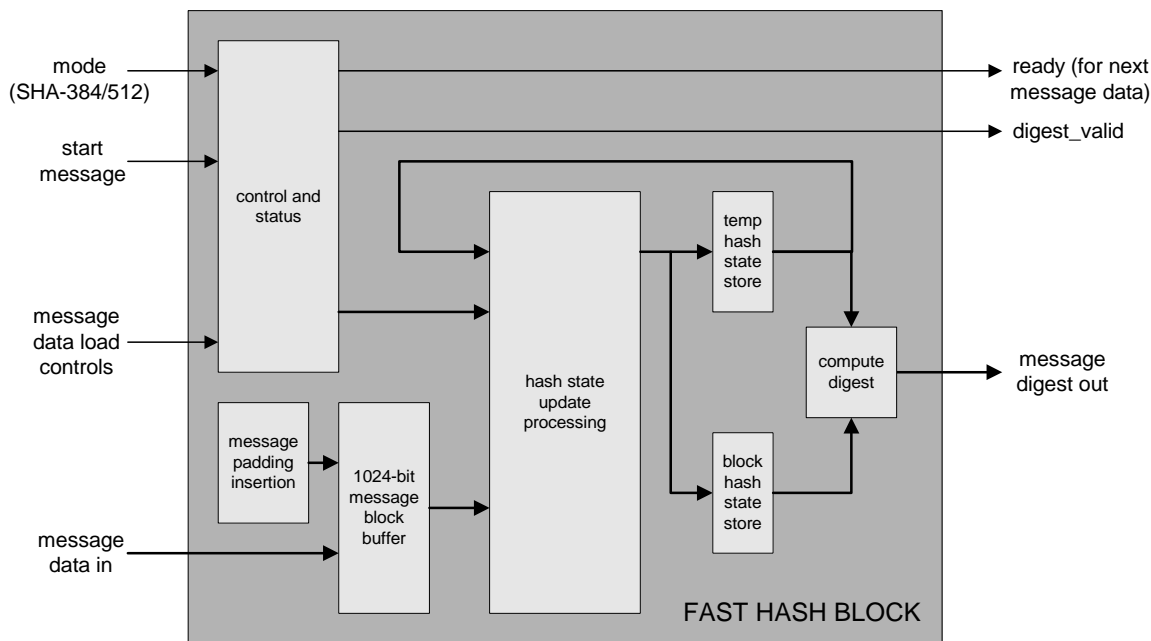 mode
(SHA-384/512)
start
message
message
data load
controls
message
data in
control and
status
message
padding
insertion
1024-bit
message
block
buffer
hash state
update
processing
temp
hash
state
store
block
hash
state
store
compute
digest
ready (for next
message data)
digest_valid
message
digest out
FAST HASH BLOCK